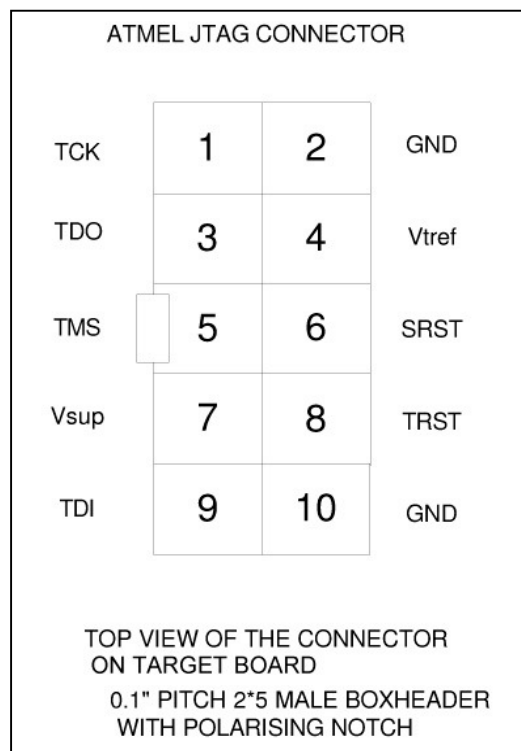 ATMEL JTAG CONNECTOR
TCK 1 2 GND
TDO 3 4 Vtref
TMS 5 6 SRST
Vsup 7 8 TRST
TDI 9 10 GND
TOP VIEW OF THE CONNECTOR
ON TARGET BOARD
0.1" PITCH 2*5 MALE BOXHEADER
WITH POLARISING NOTCH